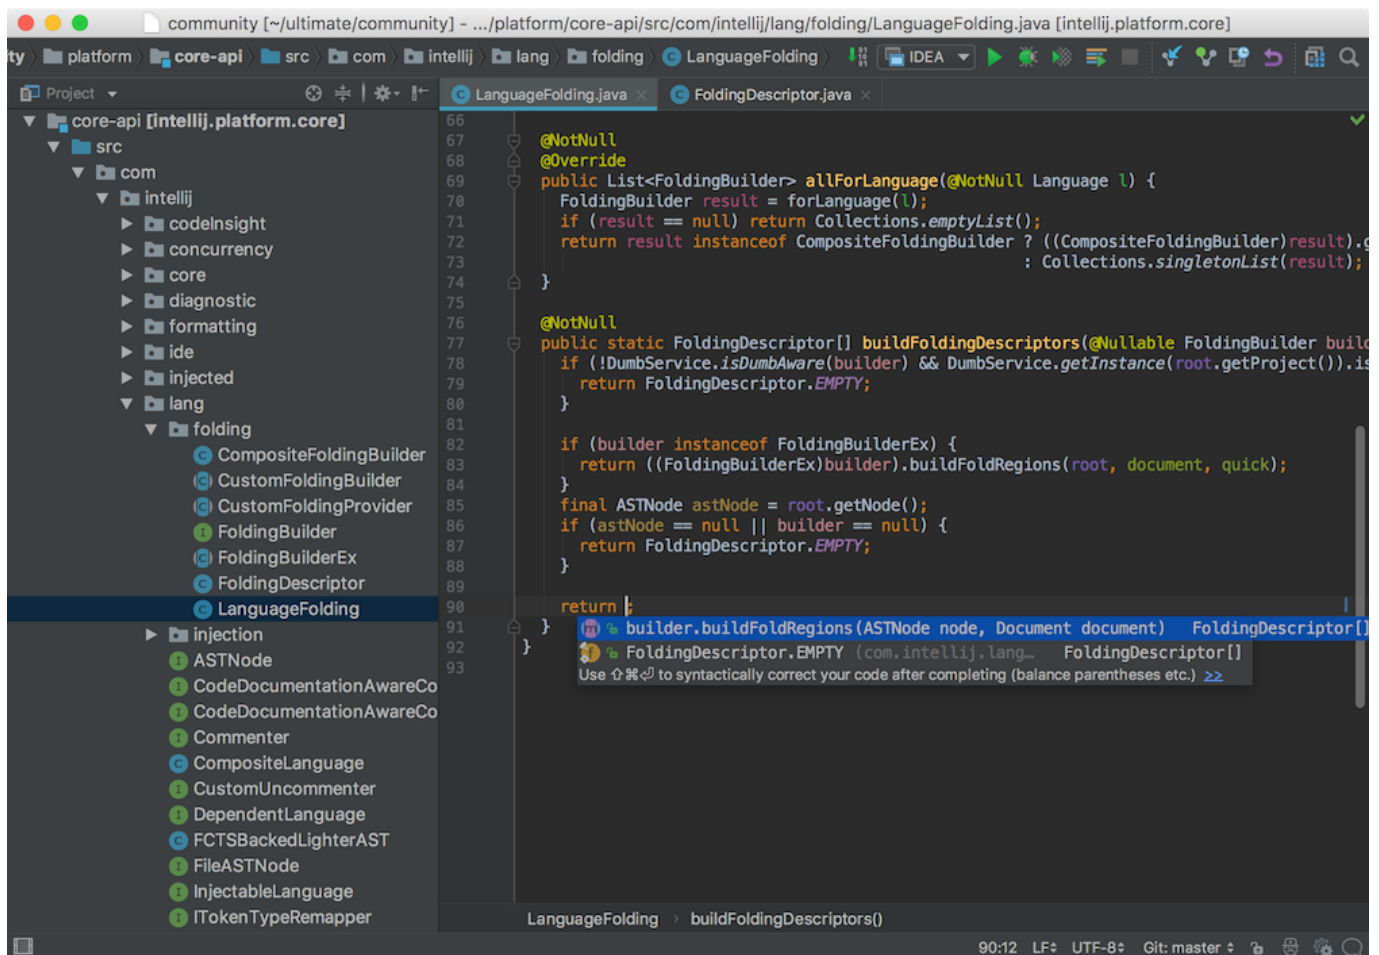 community [~/ultimate/community] - .../platform/core-api/src/com/intellij/lang/folding/LanguageFolding.java [intellij.platform.core]
ty platform core-api src com intellij lang folding LanguageFolding IDEA
Project
LanguageFolding.java FoldingDescriptor.java
core-api [intellij.platform.core]
src
com
intellij
codeInsight
concurrency
core
diagnostic
formatting
ide
injected
lang
folding
CompositeFoldingBuilder
CustomFoldingBuilder
CustomFoldingProvider
FoldingBuilder
FoldingBuilderEx
FoldingDescriptor
LanguageFolding
injection
ASTNode
CodeDocumentationAwareCo
CodeDocumentationAwareCo
Commenter
CompositeLanguage
CustomUncommenter
DependentLanguage
FCTSBackedLighterAST
FileASTNode
InjectableLanguage
ITokenTypeRemapper
66
67 @NotNull
68 @Override
69 public List<FoldingBuilder> allForLanguage(@NotNull Language l) {
70 FoldingBuilder result = forLanguage(l);
71 if (result == null) return Collections.emptyList();
72 return result instanceof CompositeFoldingBuilder ? ((CompositeFoldingBuilder)result).g
73 : Collections.singletonList(result);
74 }
75
76 @NotNull
77 public static FoldingDescriptor[] buildFoldingDescriptors(@Nullable FoldingBuilder build
78 if (!DumbService.isDumbAware(builder) && DumbService.getInstance(root.getProject()).is
79 return FoldingDescriptor.EMPTY;
80 }
81
82 if (builder instanceof FoldingBuilderEx) {
83 return ((FoldingBuilderEx)builder).buildFoldRegions(root, document, quick);
84 }
85 final ASTNode astNode = root.getNode();
86 if (astNode == null || builder == null) {
87 return FoldingDescriptor.EMPTY;
88 }
89
90 return ;
91 }
92 }
93
builder.buildFoldRegions(ASTNode node, Document document) FoldingDescriptor[]
FoldingDescriptor.EMPTY (com.intellij.lang… FoldingDescriptor[]
Use ⇧⌘⏎ to syntactically correct your code after completing (balance parentheses etc.) >>
LanguageFolding › buildFoldingDescriptors()
90:12 LF UTF-8 Git: master